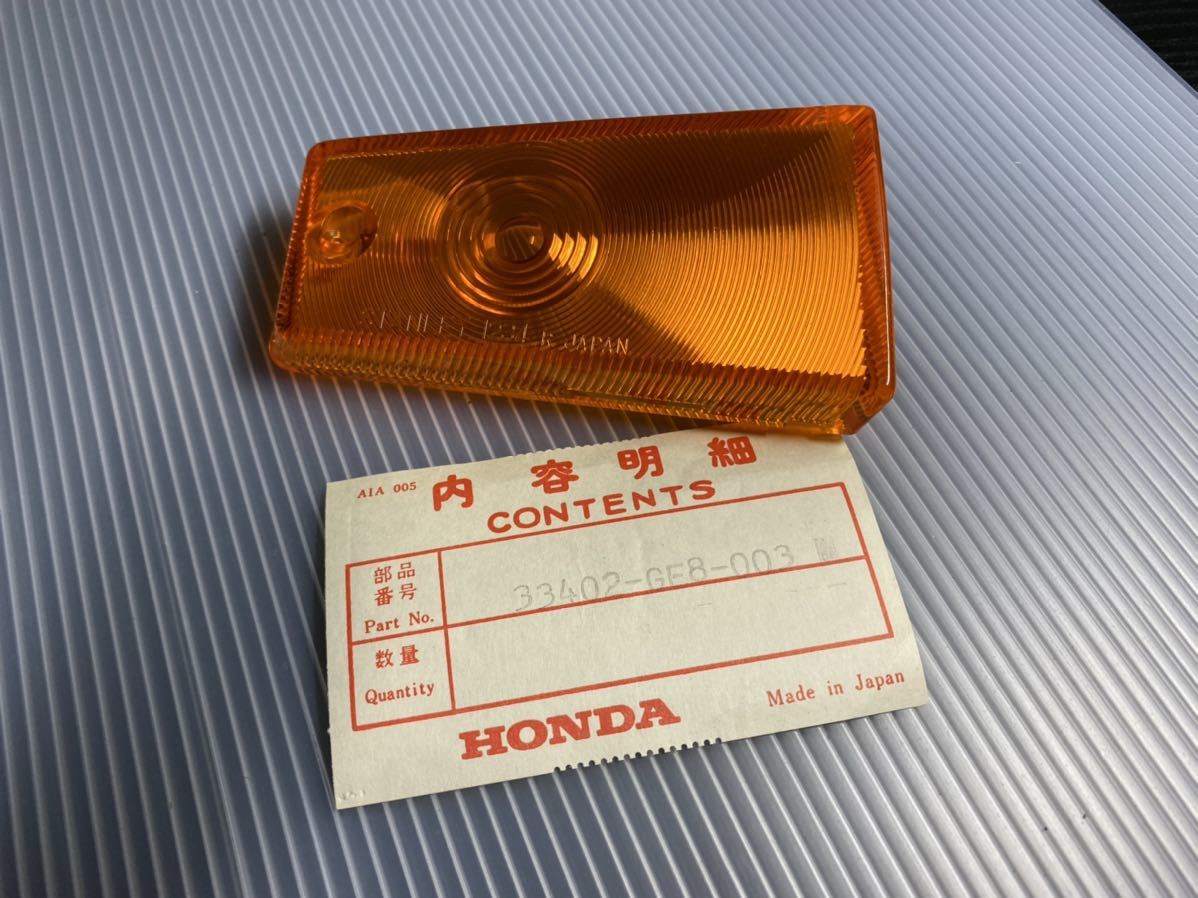 R JAPAN
A1A 005
内容明細
CONTENTS
部品
番号
Part No.
33402-GF8-003
数量
Quantity
HONDA
Made in Japan